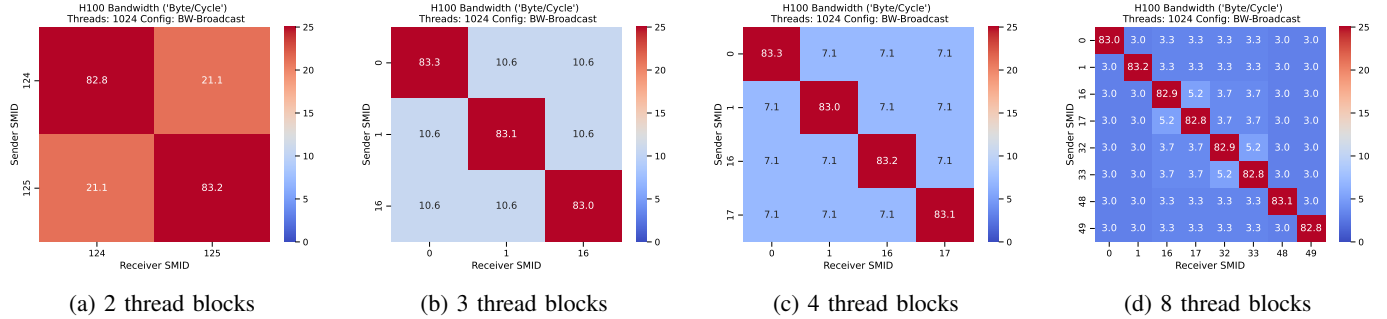 H100 Bandwidth ('Byte/Cycle')
Threads: 1024 Config: BW-Broadcast
Sender SMID
124
125
82.8 21.1
21.1 83.2
124 125
Receiver SMID
25
20
15
10
5
0
(a) 2 thread blocks
H100 Bandwidth ('Byte/Cycle')
Threads: 1024 Config: BW-Broadcast
Sender SMID
0
1
16
83.3 10.6 10.6
10.6 83.1 10.6
10.6 10.6 83.0
0 1 16
Receiver SMID
25
20
15
10
5
0
(b) 3 thread blocks
H100 Bandwidth ('Byte/Cycle')
Threads: 1024 Config: BW-Broadcast
Sender SMID
0
1
16
17
83.3 7.1 7.1 7.1
7.1 83.0 7.1 7.1
7.1 7.1 83.2 7.1
7.1 7.1 7.1 83.1
0 1 16 17
Receiver SMID
25
20
15
10
5
0
(c) 4 thread blocks
H100 Bandwidth ('Byte/Cycle')
Threads: 1024 Config: BW-Broadcast
Sender SMID
0
1
16
17
32
33
48
49
83.0 3.0 3.3 3.3 3.3 3.3 3.0 3.0
3.0 83.2 3.3 3.3 3.3 3.3 3.0 3.0
3.0 3.0 82.9 5.2 3.7 3.7 3.0 3.0
3.0 3.0 5.2 82.8 3.7 3.7 3.0 3.0
3.0 3.0 3.7 3.7 82.9 5.2 3.0 3.0
3.0 3.0 3.7 3.7 5.2 82.8 3.0 3.0
3.0 3.0 3.3 3.3 3.3 3.3 83.1 3.0
3.0 3.0 3.3 3.3 3.3 3.3 3.0 82.8
0 1 16 17 32 33 48 49
Receiver SMID
25
20
15
10
5
0
(d) 8 thread blocks